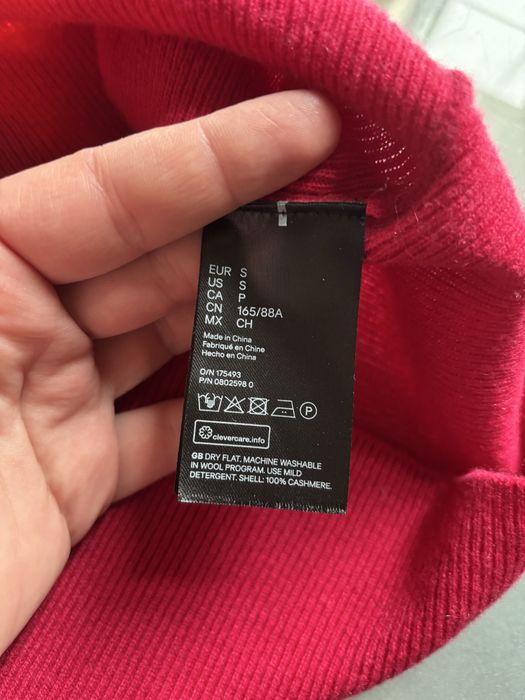 EUR S
US S
CA P
CN 165/88A
MX CH
Made in China
Fabriqué en Chine
Hecho en China
O/N 175493
P/N 0802598 0
P
clevercare.info
GB DRY FLAT. MACHINE WASHABLE
IN WOOL PROGRAM. USE MILD
DETERGENT. SHELL: 100% CASHMERE.